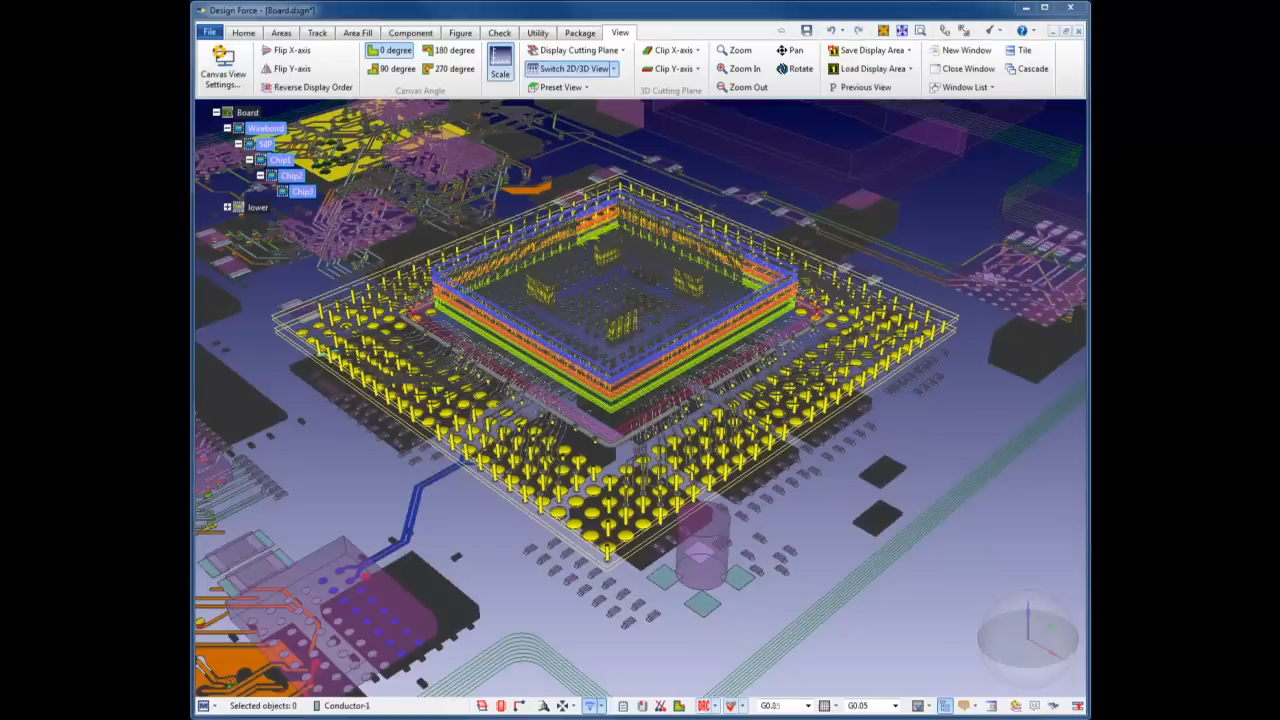 Design Force - [Board.dsgn*]
File Home Areas Track Area Fill Component Figure Check Utility Package View
Canvas View Settings...
Flip X-axis
Flip Y-axis
Reverse Display Order
0 degree 180 degree
90 degree 270 degree
Canvas Angle
Scale
Display Cutting Plane
Switch 2D/3D View
Preset View
Clip X-axis
Clip Y-axis
3D Cutting Plane
Zoom Pan
Zoom In Rotate
Zoom Out
Save Display Area
Load Display Area
Previous View
New Window Tile
Close Window Cascade
Window List
Board
Wirebond
SiIP
Chip1
Chip2
Chip3
lower
Selected objects: 0 Conductor-1 DRC G0.05 G0.05